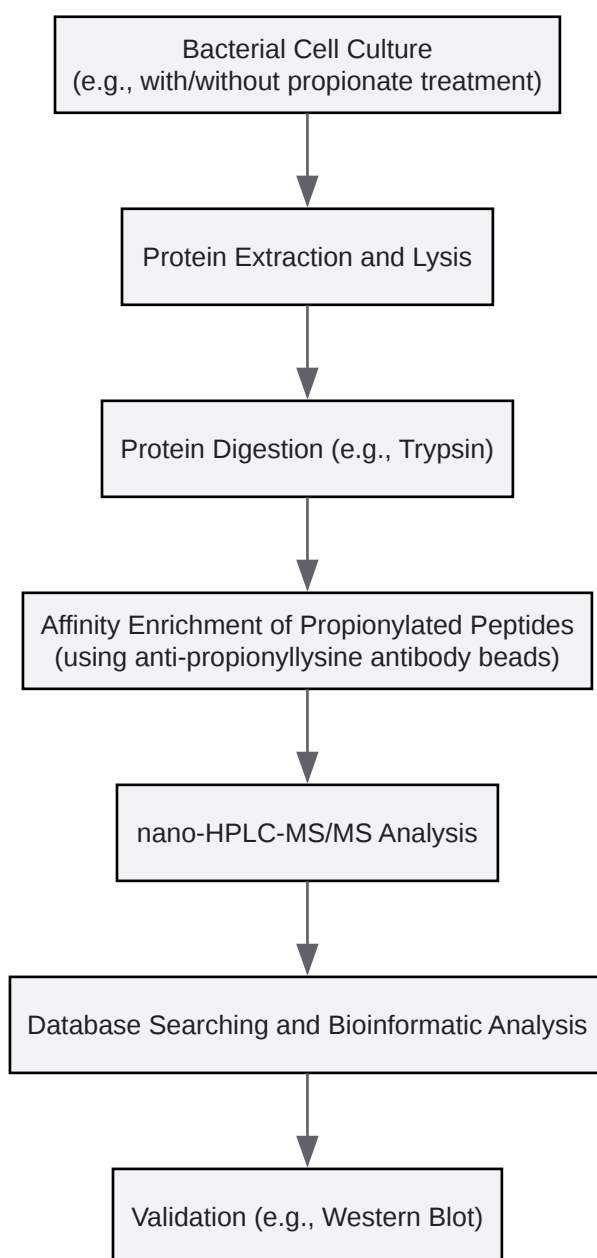 Bacterial Cell Culture
(e.g., with/without propionate treatment)
Protein Extraction and Lysis
Protein Digestion (e.g., Trypsin)
Affinity Enrichment of Propionylated Peptides
(using anti-propionyllysine antibody beads)
nano-HPLC-MS/MS Analysis
Database Searching and Bioinformatic Analysis
Validation (e.g., Western Blot)